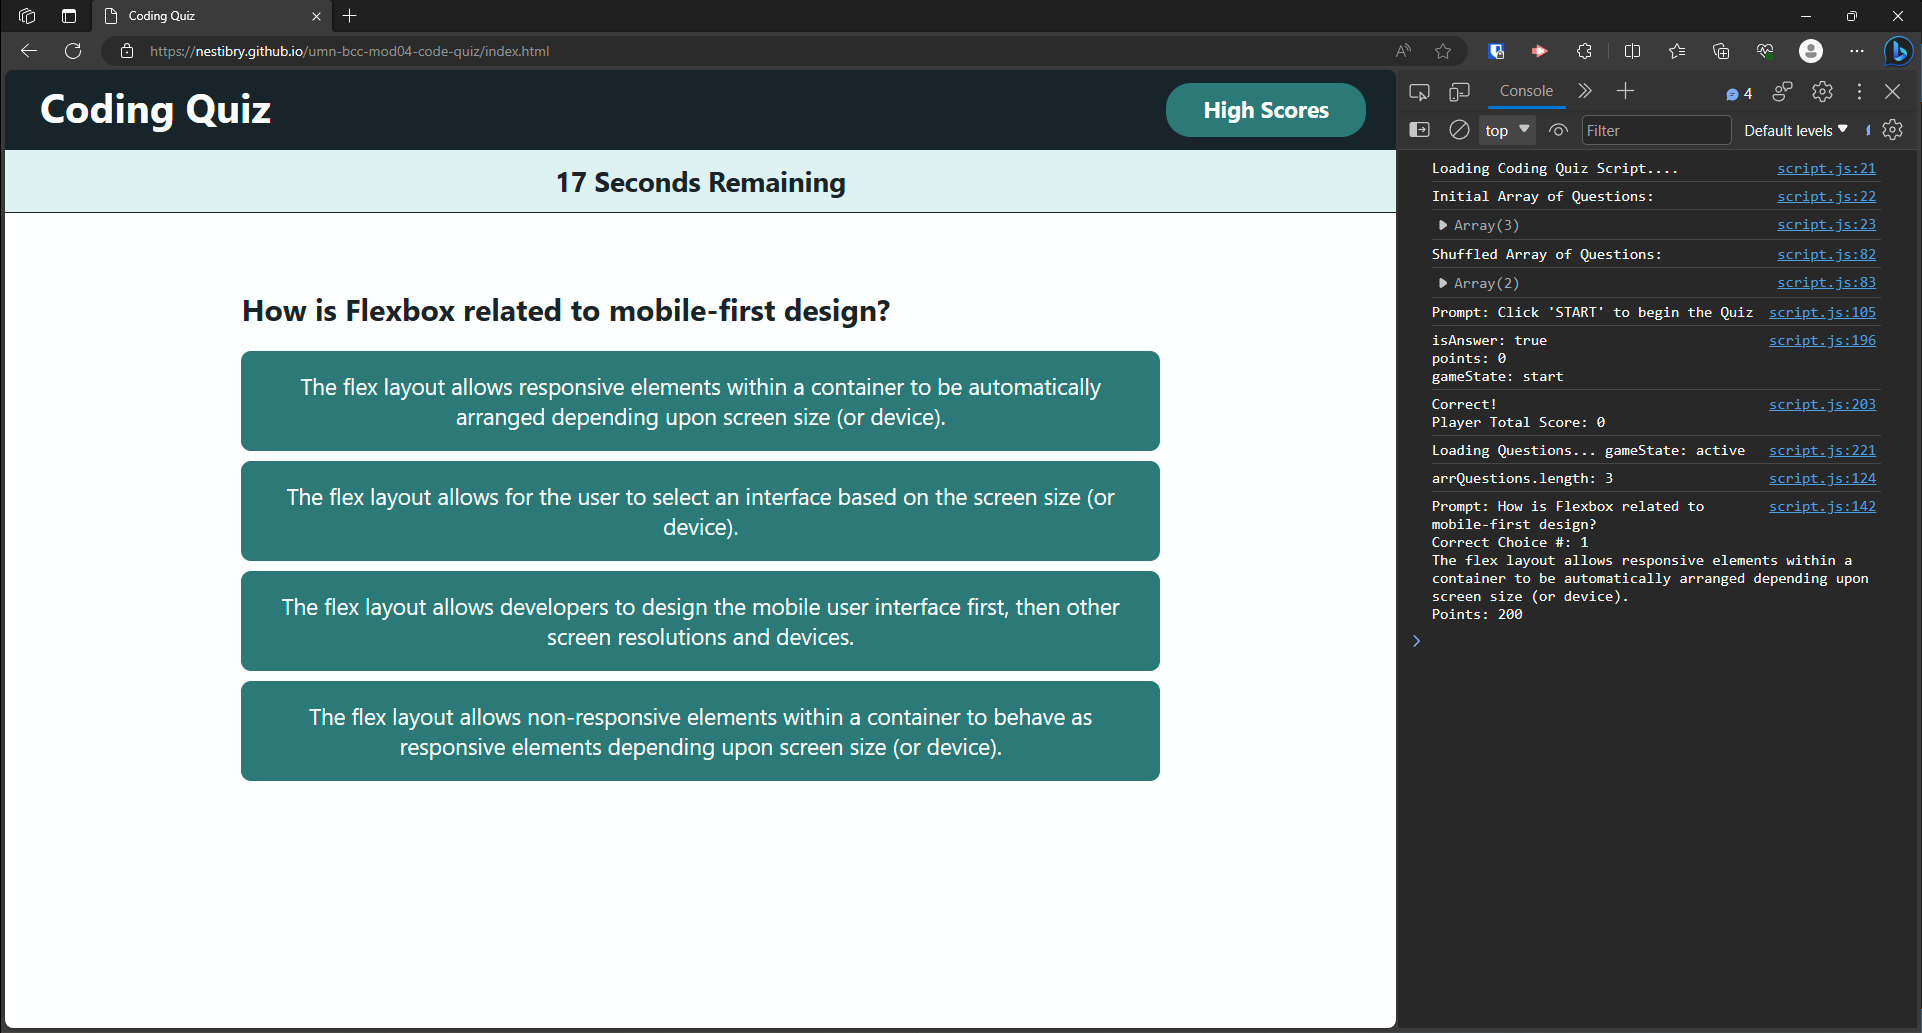 Coding Quiz
https://nestibry.github.io/umn-bcc-mod04-code-quiz/index.html
Coding Quiz
High Scores
17 Seconds Remaining
How is Flexbox related to mobile-first design?
The flex layout allows responsive elements within a container to be automatically
arranged depending upon screen size (or device).
The flex layout allows for the user to select an interface based on the screen size (or
device).
The flex layout allows developers to design the mobile user interface first, then other
screen resolutions and devices.
The flex layout allows non-responsive elements within a container to behave as
responsive elements depending upon screen size (or device).
Console
4
top
Filter
Default levels
Loading Coding Quiz Script.... script.js:21
Initial Array of Questions: script.js:22
Array(3) script.js:23
Shuffled Array of Questions: script.js:82
Array(2) script.js:83
Prompt: Click 'START' to begin the Quiz script.js:105
isAnswer: true script.js:196
points: 0
gameState: start
Correct! script.js:203
Player Total Score: 0
Loading Questions... gameState: active script.js:221
arrQuestions.length: 3 script.js:124
Prompt: How is Flexbox related to script.js:142
mobile-first design?
Correct Choice #: 1
The flex layout allows responsive elements within a
container to be automatically arranged depending upon
screen size (or device).
Points: 200